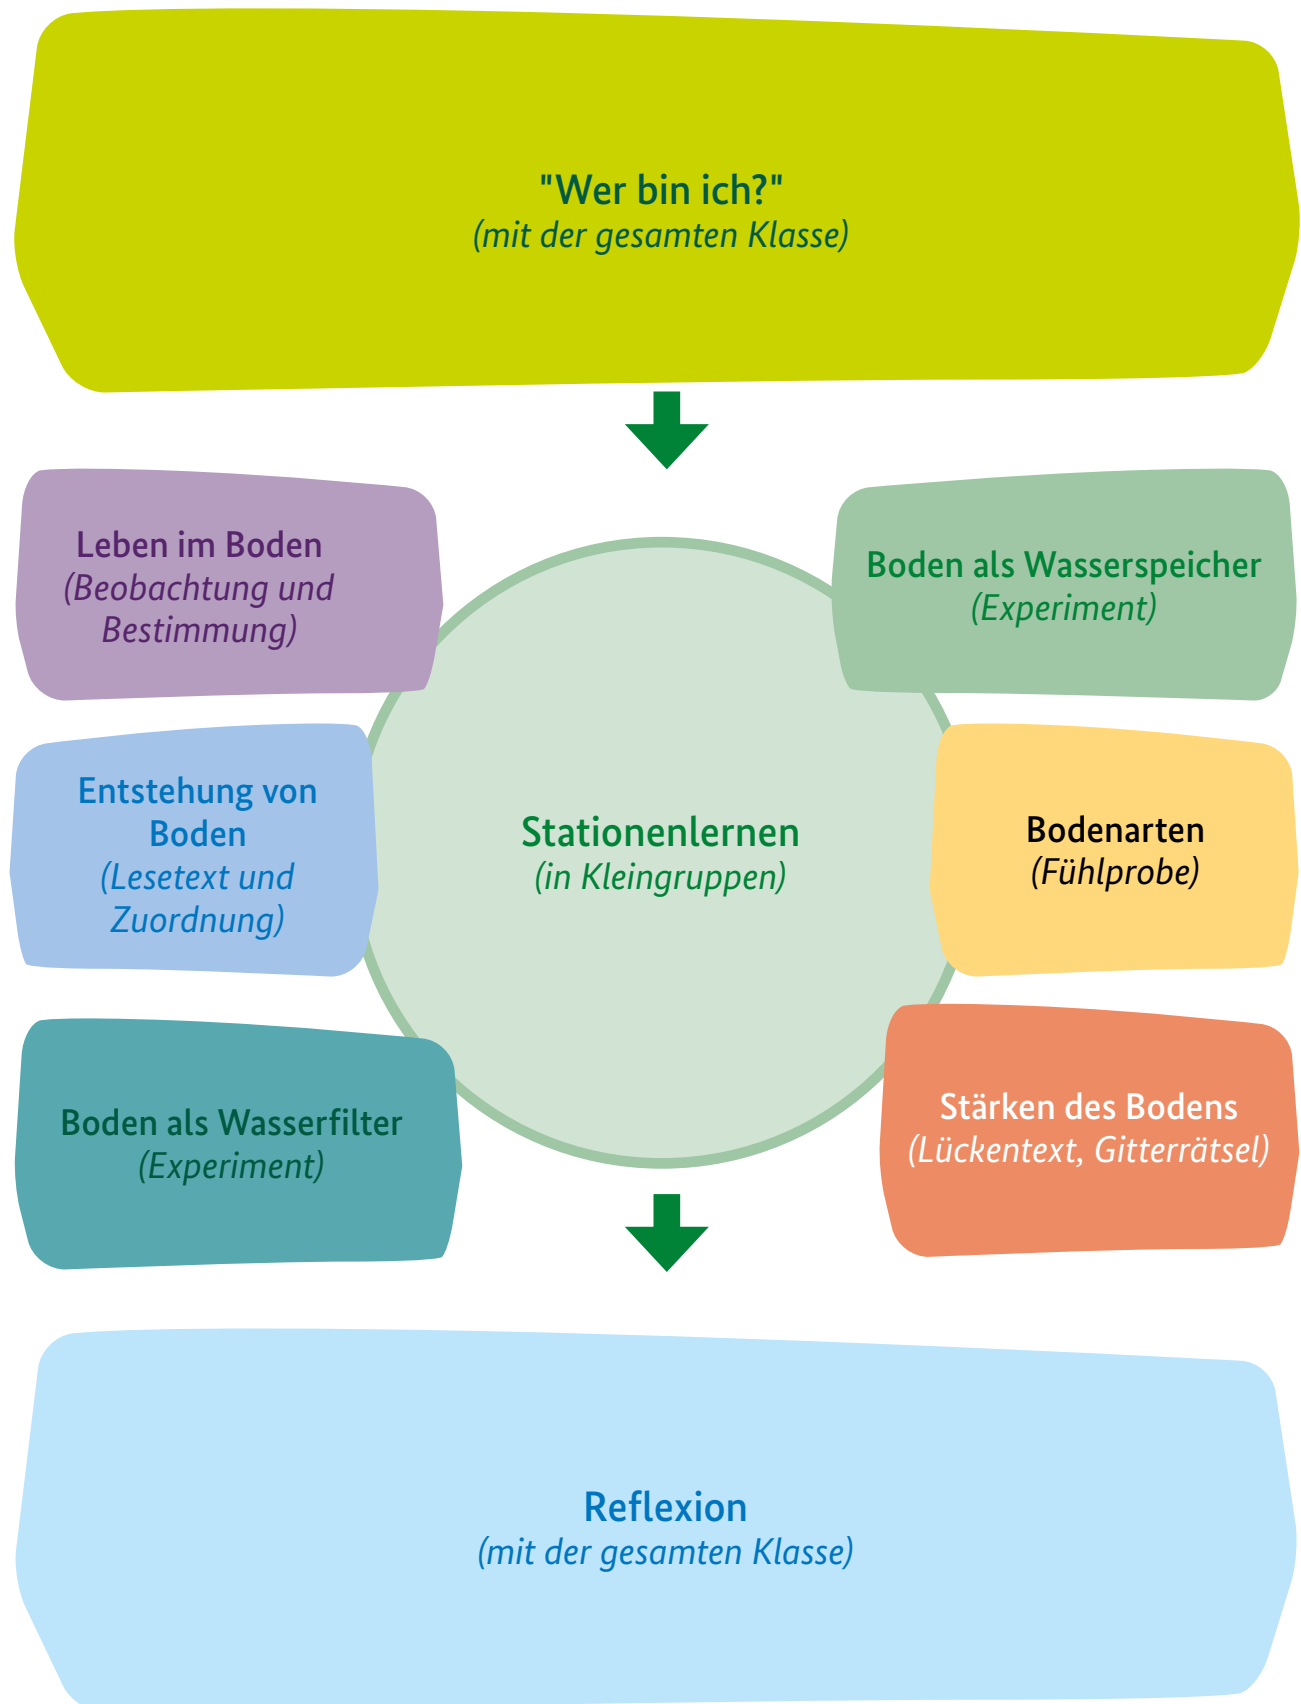 "Wer bin ich?"
(mit der gesamten Klasse)
Leben im Boden
(Beobachtung und
Bestimmung)
Boden als Wasserspeicher
(Experiment)
Entstehung von
Boden
(Lesetext und
Zuordnung)
Stationenlernen
(in Kleingruppen)
Bodenarten
(Fühlprobe)
Boden als Wasserfilter
(Experiment)
Stärken des Bodens
(Lückentext, Gitterrätsel)
Reflexion
(mit der gesamten Klasse)